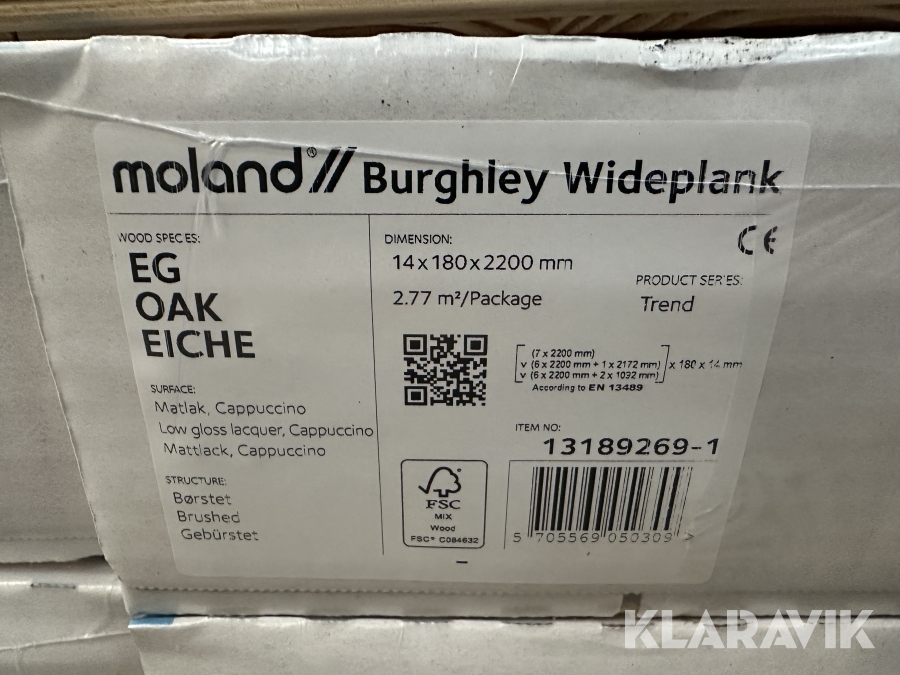 moland®// Burghley Wideplank
WOOD SPECIES:
EG
OAK
EICHE
SURFACE:
Matlak, Cappuccino
Low gloss lacquer, Cappuccino
Mattlack, Cappuccino
STRUCTURE:
Børstet
Brushed
Gebürstet
DIMENSION:
14 x 180 x 2200 mm
2.77 m²/Package
CE
PRODUCT SERIES:
Trend
(7 x 2200 mm)
v (6 x 2200 mm + 1 x 2172 mm) x 180 x 14 mm
v (6 x 2200 mm + 2 x 1032 mm)
According to EN 13489
ITEM NO:
13189269-1
FSC
MIX
Wood
FSC® C084632
5 705569 050309 >
KLARAVIK